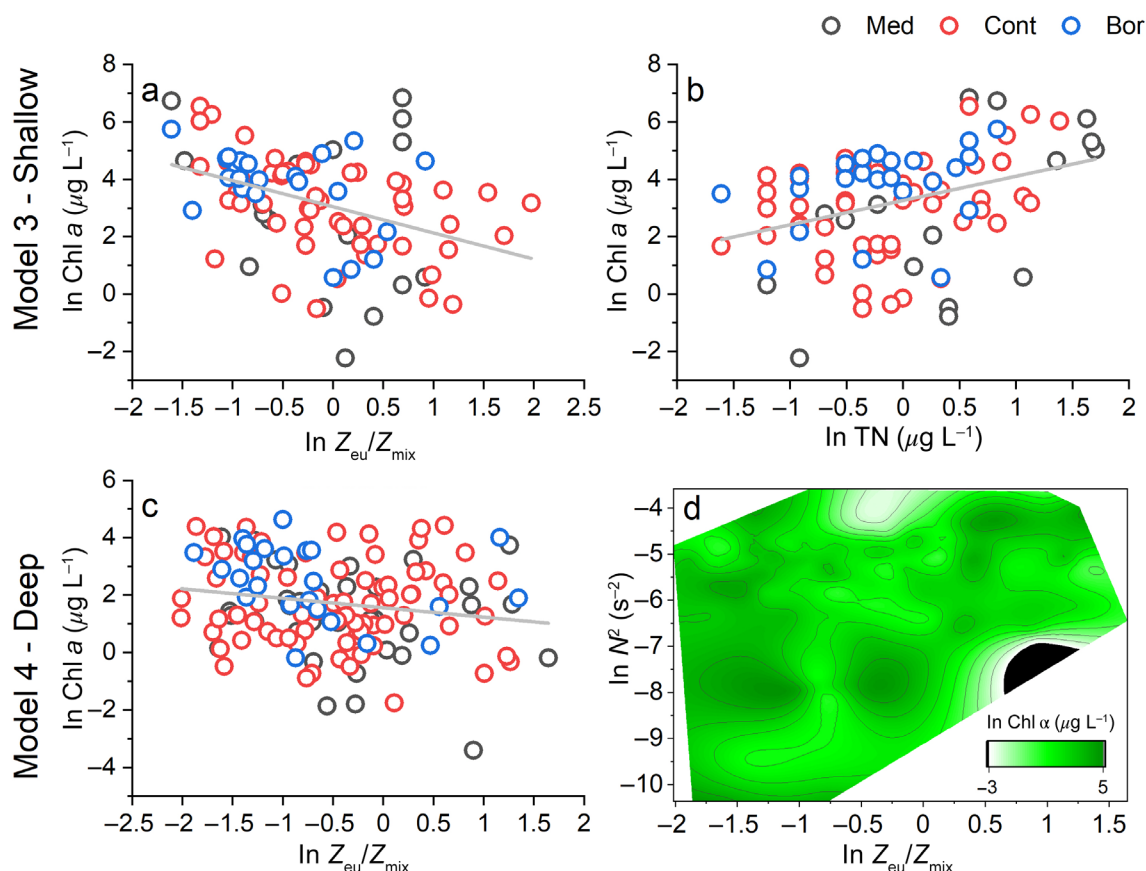 Med Cont Bor
Model 3 - Shallow
a
ln Chl a (μg L–1)
8
6
4
2
0
–2
–2 –1.5 –1 –0.5 0 0.5 1 1.5 2 2.5
ln Zeu/Zmix
b
ln Chl a (μg L–1)
8
6
4
2
0
–2
–2 –1.5 –1 –0.5 0 0.5 1 1.5 2
ln TN (μg L–1)
Model 4 - Deep
c
ln Chl a (μg L–1)
6
4
2
0
–2
–4
–2.5 –2 –1.5 –1 –0.5 0 0.5 1 1.5 2
ln Zeu/Zmix
d
ln N2 (s–2)
–4
–5
–6
–7
–8
–9
–10
ln Chl α (μg L–1)
–3 5
–2 –1.5 –1 –0.5 0 0.5 1 1.5
ln Zeu/Zmix